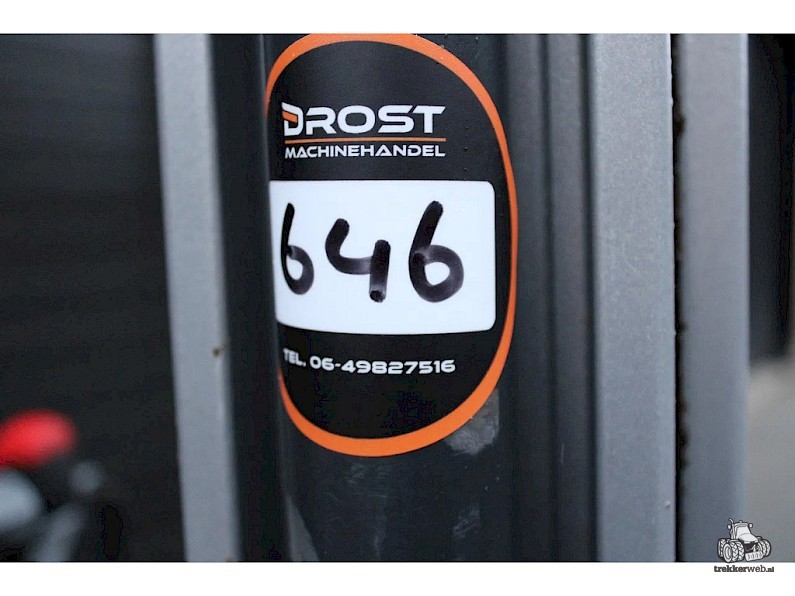 DROST
MACHINEHANDEL
646
TEL. 06-49827516
trekkerweb.nl